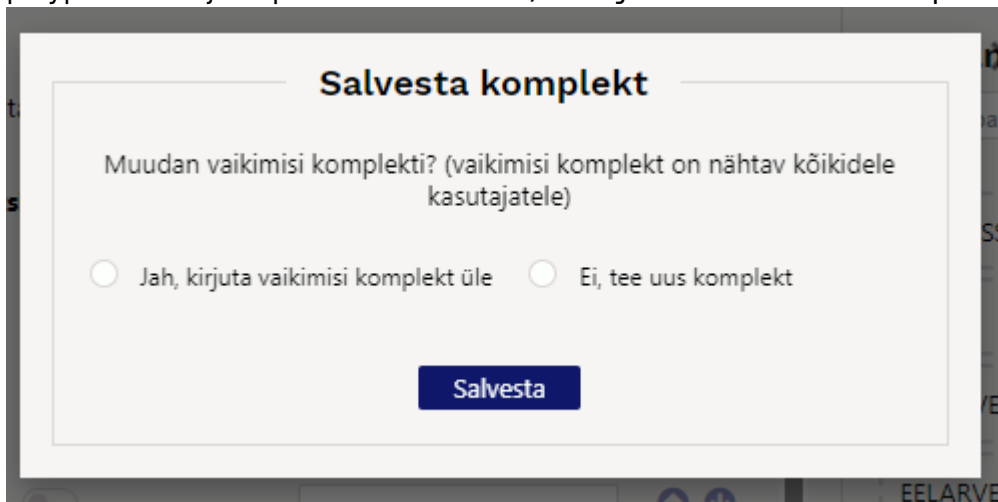 Salvesta komplekt
Muudan vaikimisi komplekti? (vaikimisi komplekt on nähtav kõikidele
kasutajatele)
Jah, kirjuta vaikimisi komplekt üle
Ei, tee uus komplekt
Salvesta